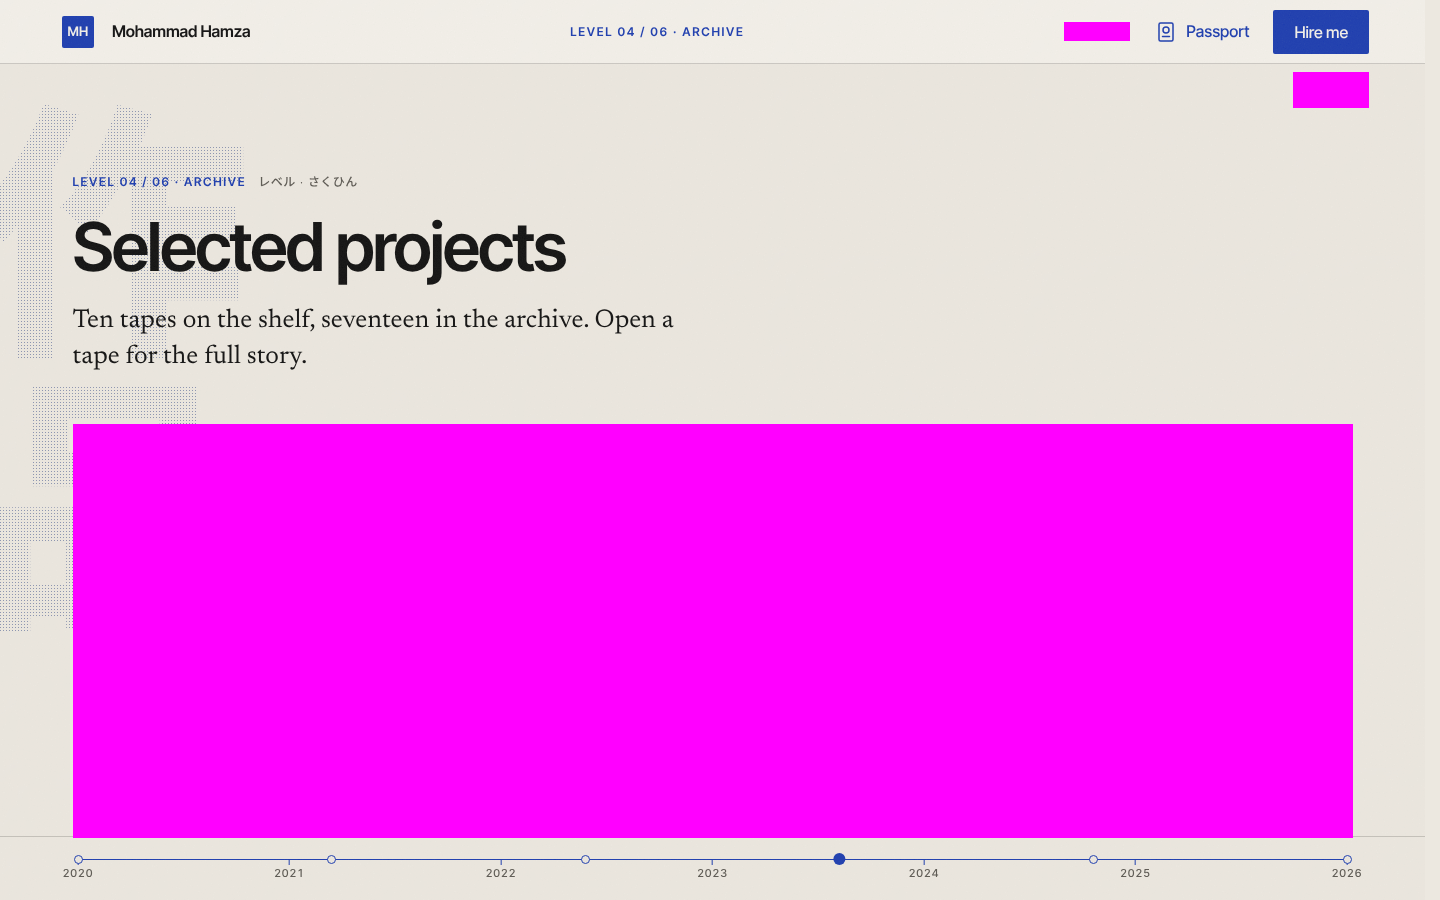 MH
Mohammad Hamza
LEVEL 04 / 06 · ARCHIVE
Passport
Hire me
LEVEL 04 / 06 · ARCHIVE レベル · さくひん
Selected projects
Ten tapes on the shelf, seventeen in the archive. Open a
tape for the full story.
2020 2021 2022 2023 2024 2025 2026